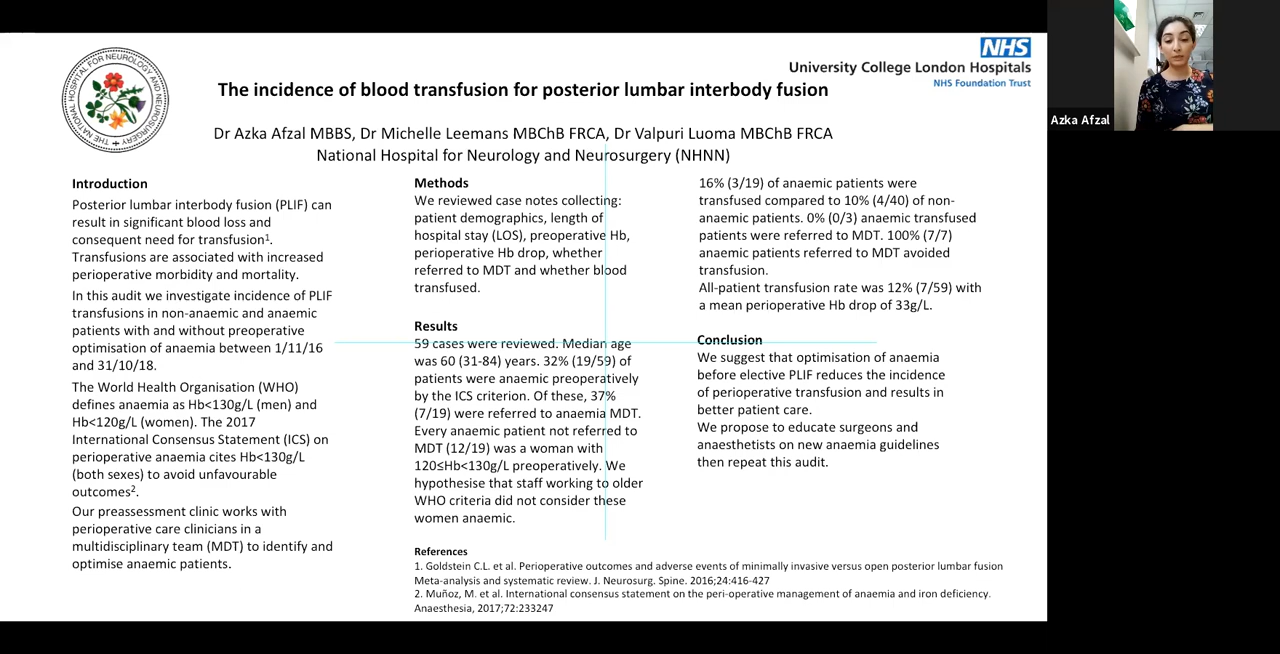 THE NATIONAL HOSPITAL FOR NEUROLOGY AND NEUROSURGERY
NHS
University College London Hospitals
NHS Foundation Trust
The incidence of blood transfusion for posterior lumbar interbody fusion
Dr Azka Afzal MBBS, Dr Michelle Leemans MBChB FRCA, Dr Valpuri Luoma MBChB FRCA
National Hospital for Neurology and Neurosurgery (NHNN)
Introduction
Posterior lumbar interbody fusion (PLIF) can
result in significant blood loss and
consequent need for transfusion¹.
Transfusions are associated with increased
perioperative morbidity and mortality.
In this audit we investigate incidence of PLIF
transfusions in non-anaemic and anaemic
patients with and without preoperative
optimisation of anaemia between 1/11/16
and 31/10/18.
The World Health Organisation (WHO)
defines anaemia as Hb<130g/L (men) and
Hb<120g/L (women). The 2017
International Consensus Statement (ICS) on
perioperative anaemia cites Hb<130g/L
(both sexes) to avoid unfavourable
outcomes².
Our preassessment clinic works with
perioperative care clinicians in a
multidisciplinary team (MDT) to identify and
optimise anaemic patients.
Methods
We reviewed case notes collecting:
patient demographics, length of
hospital stay (LOS), preoperative Hb,
perioperative Hb drop, whether
referred to MDT and whether blood
transfused.
Results
59 cases were reviewed. Median age
was 60 (31-84) years. 32% (19/59) of
patients were anaemic preoperatively
by the ICS criterion. Of these, 37%
(7/19) were referred to anaemia MDT.
Every anaemic patient not referred to
MDT (12/19) was a woman with
120≤Hb<130g/L preoperatively. We
hypothesise that staff working to older
WHO criteria did not consider these
women anaemic.
16% (3/19) of anaemic patients were
transfused compared to 10% (4/40) of non-
anaemic patients. 0% (0/3) anaemic transfused
patients were referred to MDT. 100% (7/7)
anaemic patients referred to MDT avoided
transfusion.
All-patient transfusion rate was 12% (7/59) with
a mean perioperative Hb drop of 33g/L.
Conclusion
We suggest that optimisation of anaemia
before elective PLIF reduces the incidence
of perioperative transfusion and results in
better patient care.
We propose to educate surgeons and
anaesthetists on new anaemia guidelines
then repeat this audit.
References
1. Goldstein C.L. et al. Perioperative outcomes and adverse events of minimally invasive versus open posterior lumbar fusion
Meta-analysis and systematic review. J. Neurosurg. Spine. 2016;24:416-427
2. Muñoz, M. et al. International consensus statement on the peri-operative management of anaemia and iron deficiency.
Anaesthesia, 2017;72:233247
Azka Afzal